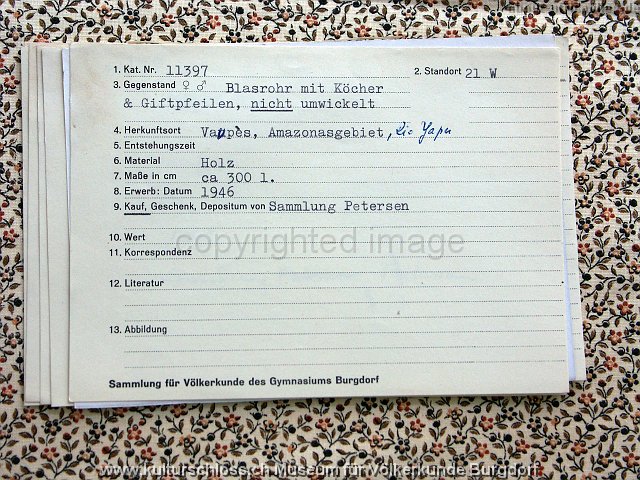 1. Kat. Nr. 11397 2. Standort 21 W
3. Gegenstand ♀ ♂ Blasrohr mit Köcher
& Giftpfeilen, nicht umwickelt
4. Herkunftsort Vaupès, Amazonasgebiet, Rio Yapu
5. Entstehungszeit
6. Material Holz
7. Maße in cm ca 300 l.
8. Erwerb: Datum 1946
9. Kauf, Geschenk, Depositum von Sammlung Petersen
10. Wert
copyrighted image
11. Korrespondenz
12. Literatur
13. Abbildung
Sammlung für Völkerkunde des Gymnasiums Burgdorf
www.kulturschloss.ch Museum für Völkerkunde Burgdorf